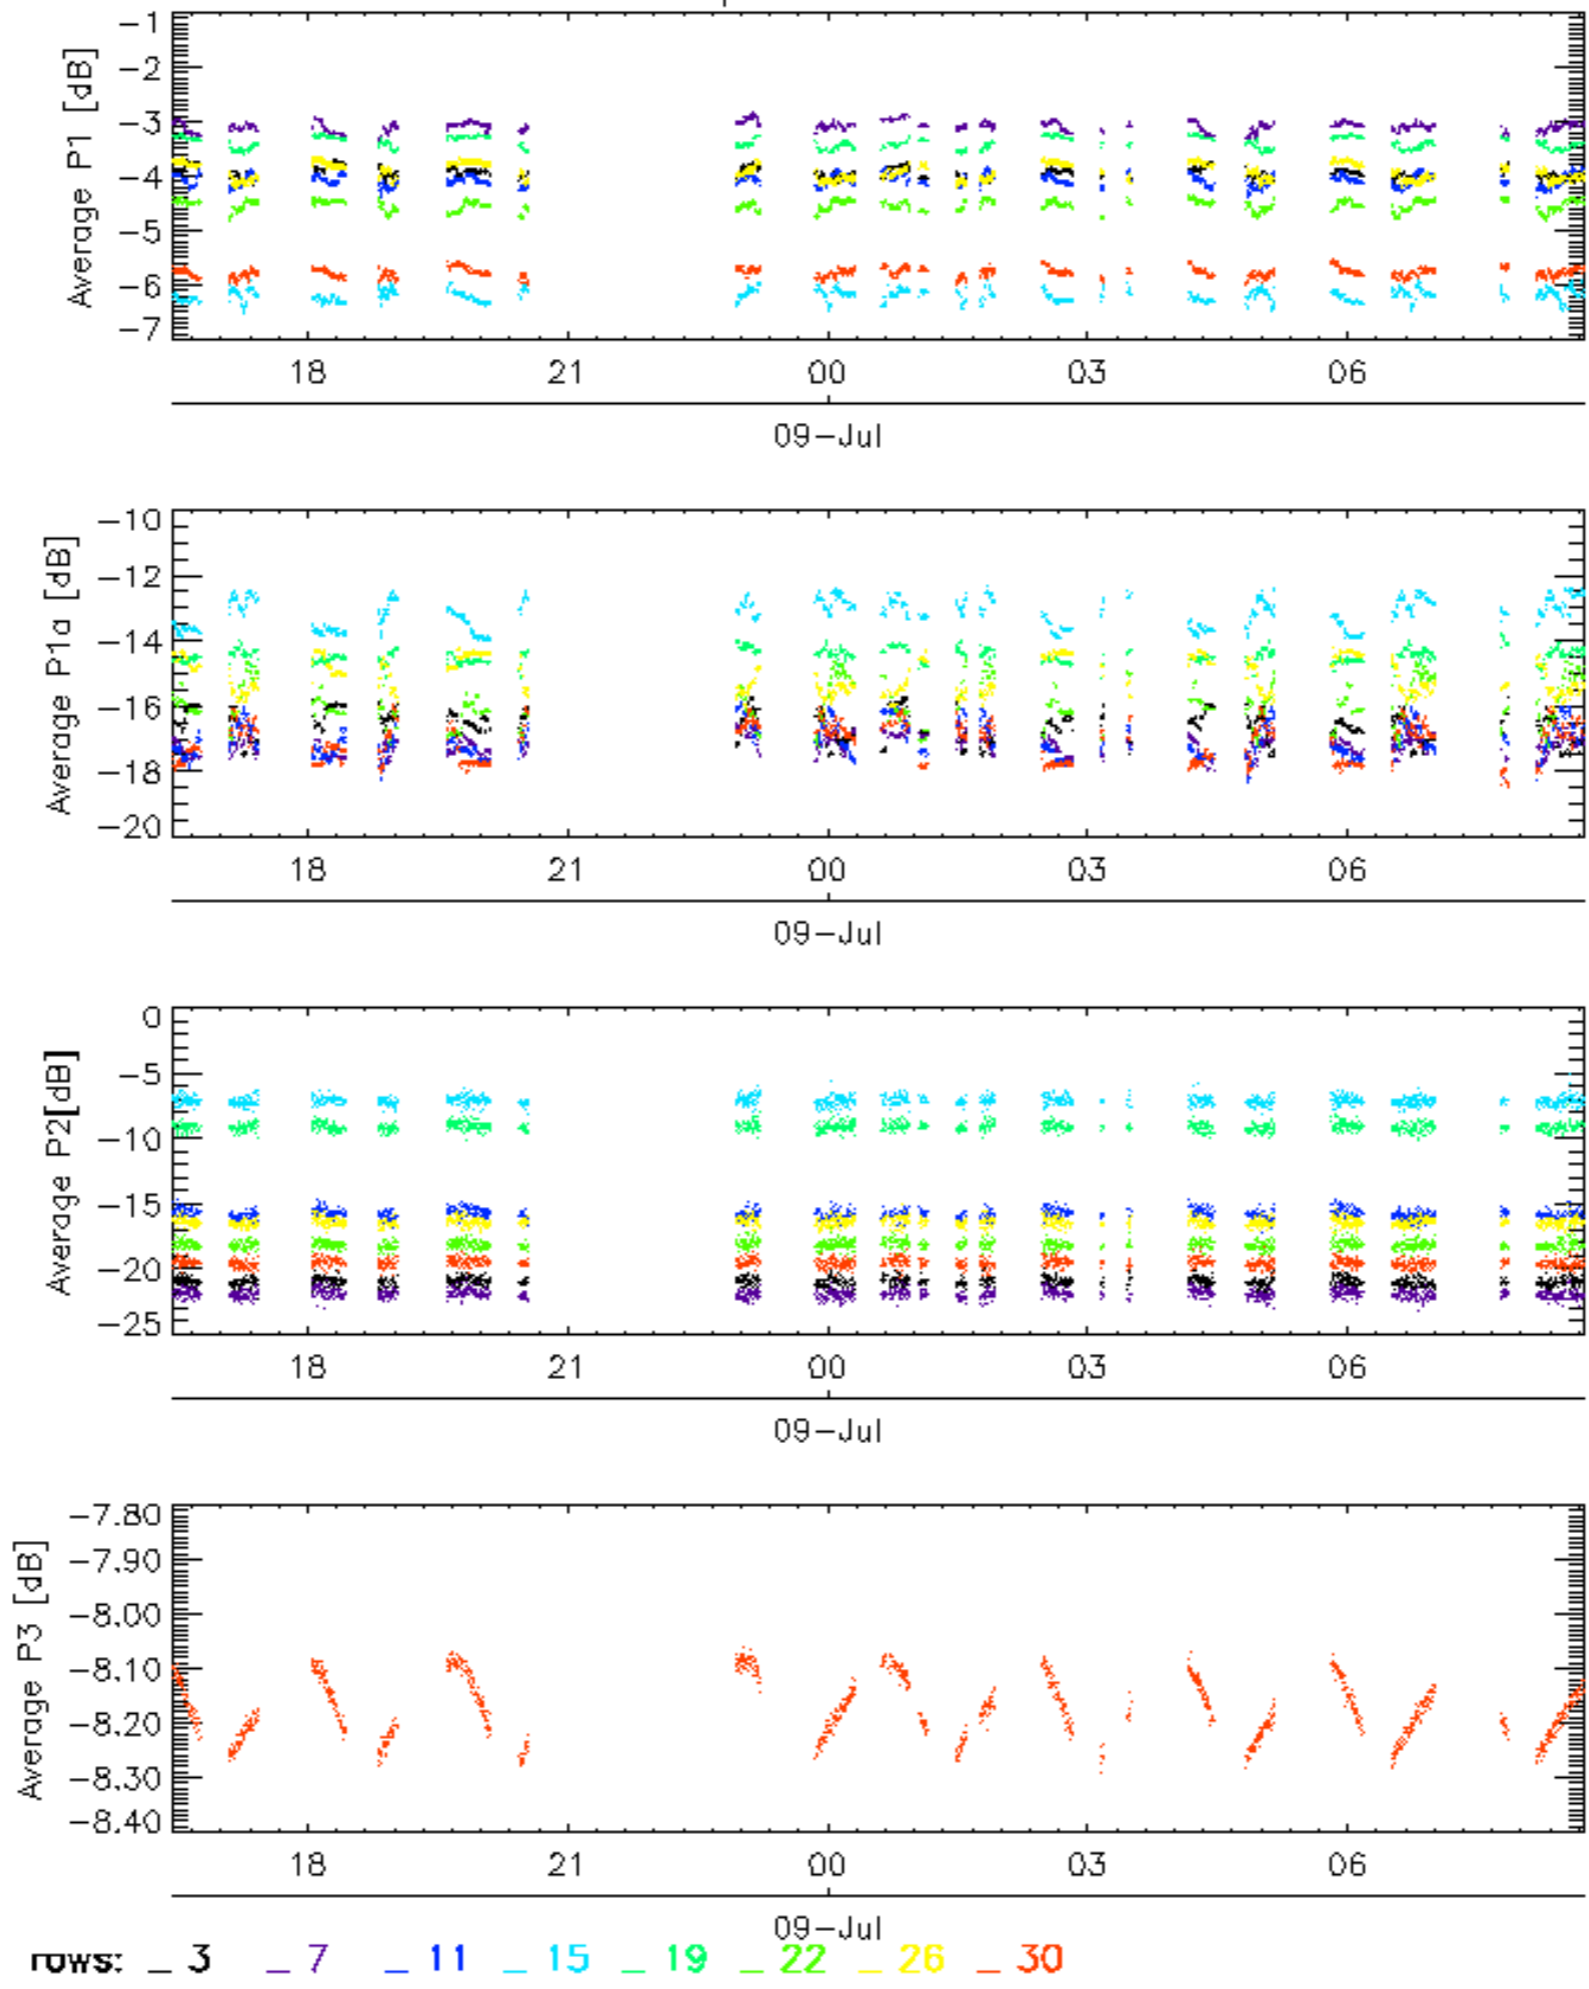 Average P1 [dB]
-1
-2
-3
-4
-5
-6
-7
18 21 00 03 06
09-Jul
Average P1a [dB]
-10
-12
-14
-16
-18
-20
18 21 00 03 06
09-Jul
Average P2[dB]
0
-5
-10
-15
-20
-25
18 21 00 03 06
09-Jul
Average P3 [dB]
-7.80
-7.90
-8.00
-8.10
-8.20
-8.30
-8.40
18 21 00 03 06
09-Jul
rows: _ 3 _ 7 _ 11 _ 15 _ 19 _ 22 _ 26 _ 30